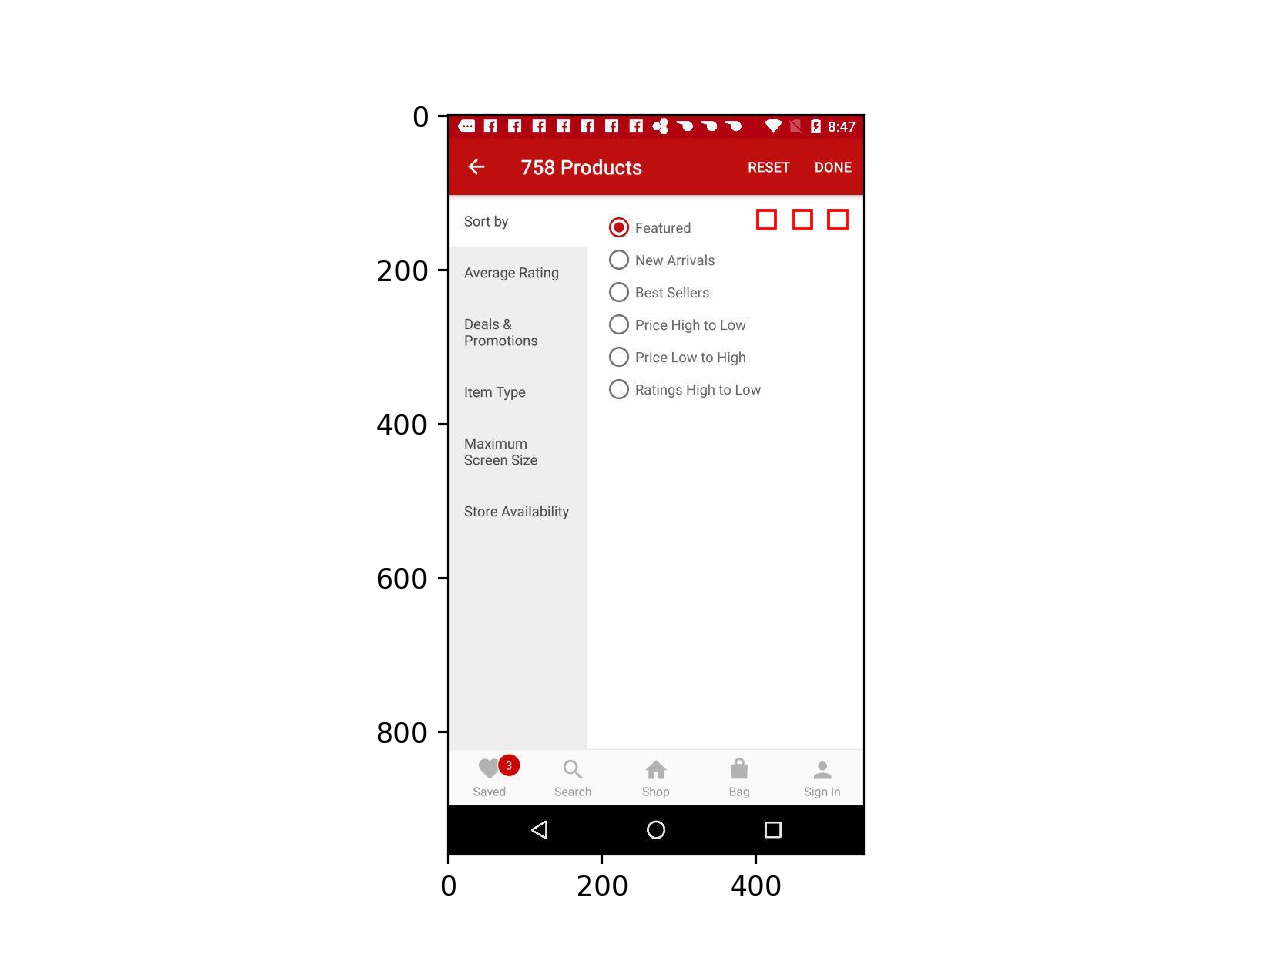 8:47
758 Products
RESET
DONE
Sort by
Featured
New Arrivals
Average Rating
Best Sellers
Deals &
Promotions
Price High to Low
Price Low to High
Item Type
Ratings High to Low
Maximum
Screen Size
Store Availability
3
Saved
Search
Shop
Bag
Sign In
0
200
400
600
800
0
200
400